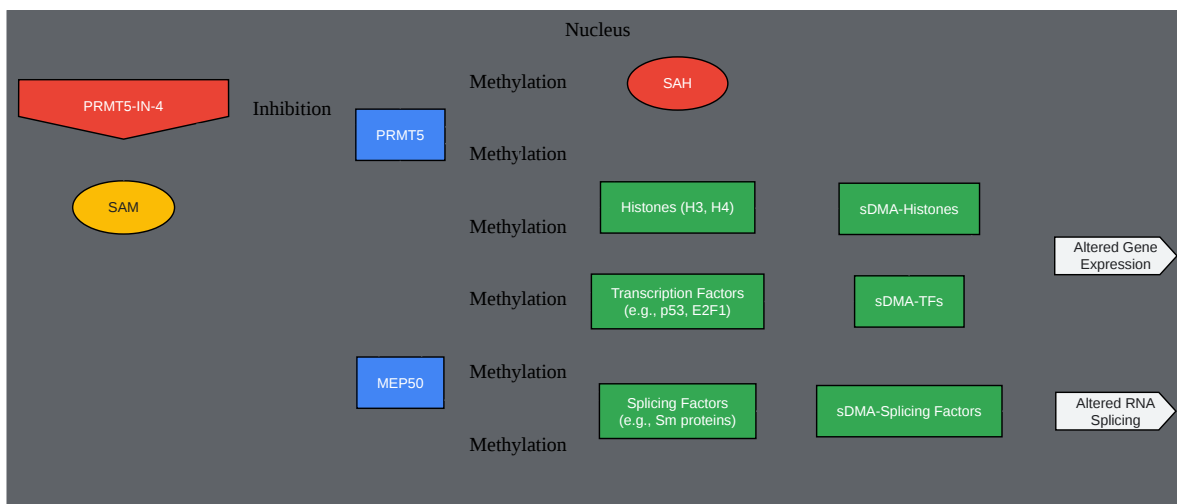 Nucleus
Methylation
SAH
PRMT5-IN-4
Inhibition
PRMT5
Methylation
SAM
Histones (H3, H4)
sDMA-Histones
Methylation
Altered Gene
Expression
Methylation
Transcription Factors
(e.g., p53, E2F1)
sDMA-TFs
MEP50
Methylation
Splicing Factors
(e.g., Sm proteins)
sDMA-Splicing Factors
Altered RNA
Splicing
Methylation